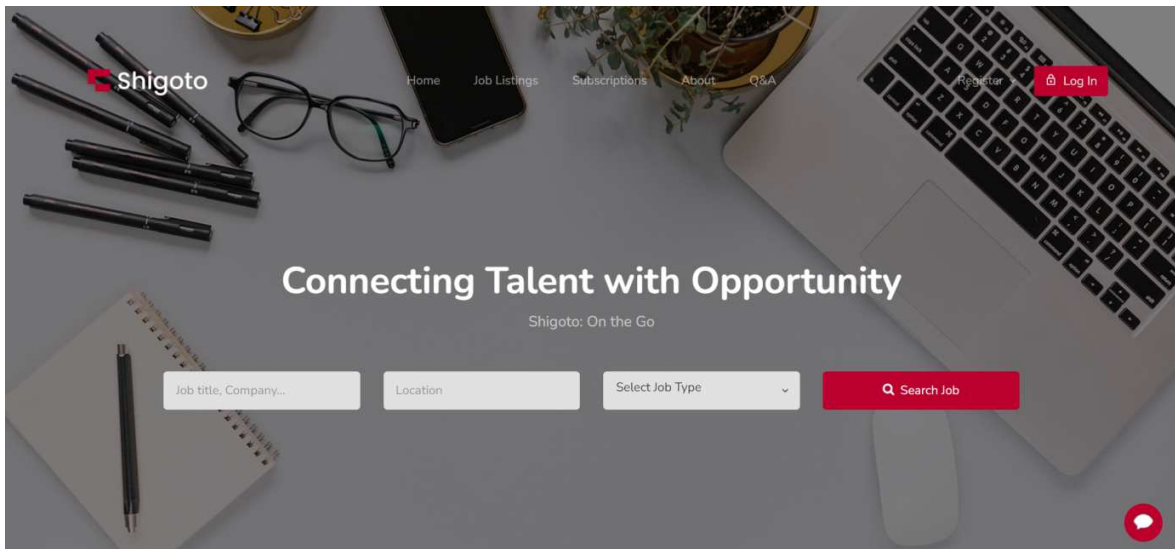 Shigoto
Home Job Listings Subscriptions About Q&A Register Log In
Connecting Talent with Opportunity
Shigoto: On the Go
Job title, Company... Location Select Job Type Search Job